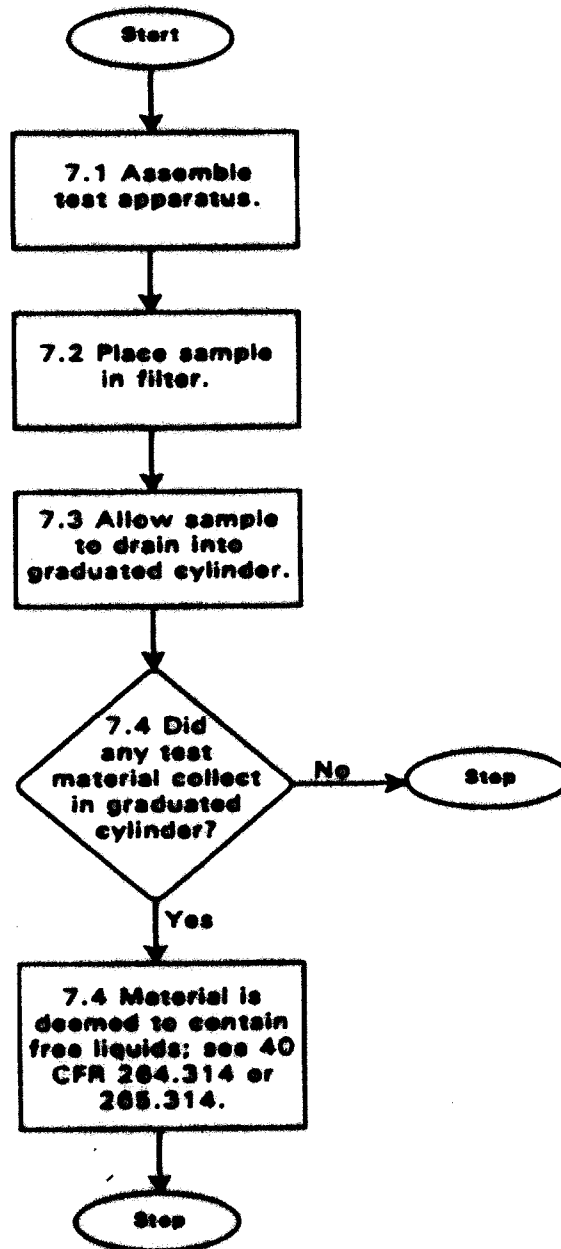 Start
7.1 Assemble
test apparatus.
7.2 Place sample
in filter.
7.3 Allow sample
to drain into
graduated cylinder.
7.4 Did
any test
material collect
in graduated
cylinder?
No
Stop
Yes
7.4 Material is
deemed to contain
free liquids; see 40
CFR 264.314 or
265.314.
Stop